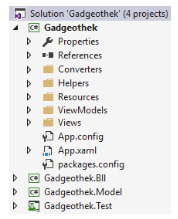 Solution 'Gadgeothek' (4 projects)
Gadgeothek
Properties
References
Converters
Helpers
Resources
ViewModels
Views
App.config
App.xaml
packages.config
Gadgeothek.Bll
Gadgeothek.Model
Gadgeothek.Test